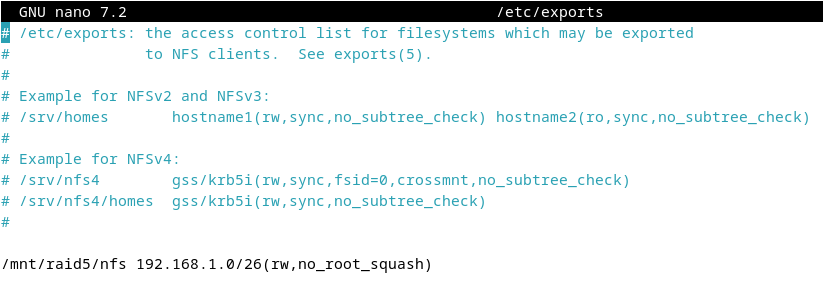 GNU nano 7.2 /etc/exports
# /etc/exports: the access control list for filesystems which may be exported
#               to NFS clients.  See exports(5).
#
# Example for NFSv2 and NFSv3:
# /srv/homes       hostname1(rw,sync,no_subtree_check) hostname2(ro,sync,no_subtree_check)
#
# Example for NFSv4:
# /srv/nfs4        gss/krb5i(rw,sync,fsid=0,crossmnt,no_subtree_check)
# /srv/nfs4/homes  gss/krb5i(rw,sync,no_subtree_check)
#
/mnt/raid5/nfs 192.168.1.0/26(rw,no_root_squash)